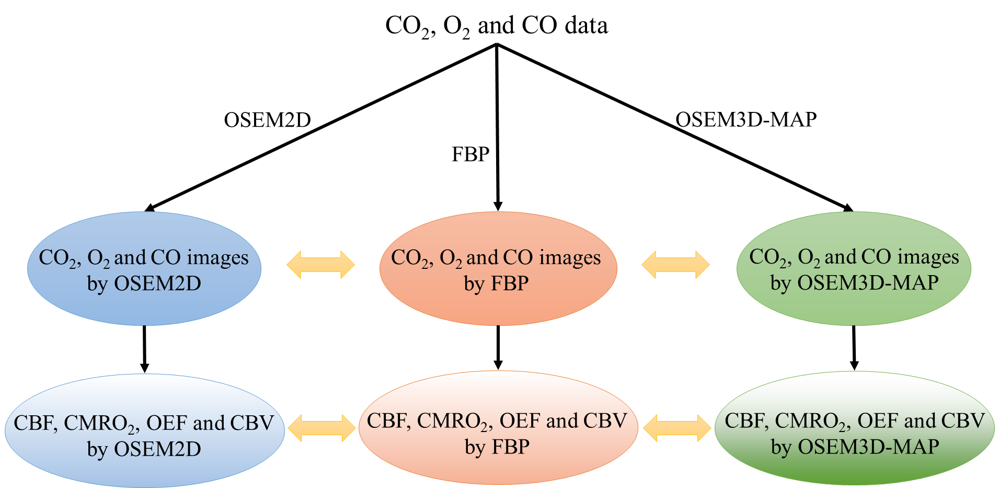 CO₂, O₂ and CO data
OSEM2D
OSEM3D-MAP
FBP
CO₂, O₂ and CO images
by OSEM2D
CO₂, O₂ and CO images
by FBP
CO₂, O₂ and CO images
by OSEM3D-MAP
CBF, CMRO₂, OEF and CBV
by OSEM2D
CBF, CMRO₂, OEF and CBV
by FBP
CBF, CMRO₂, OEF and CBV
by OSEM3D-MAP